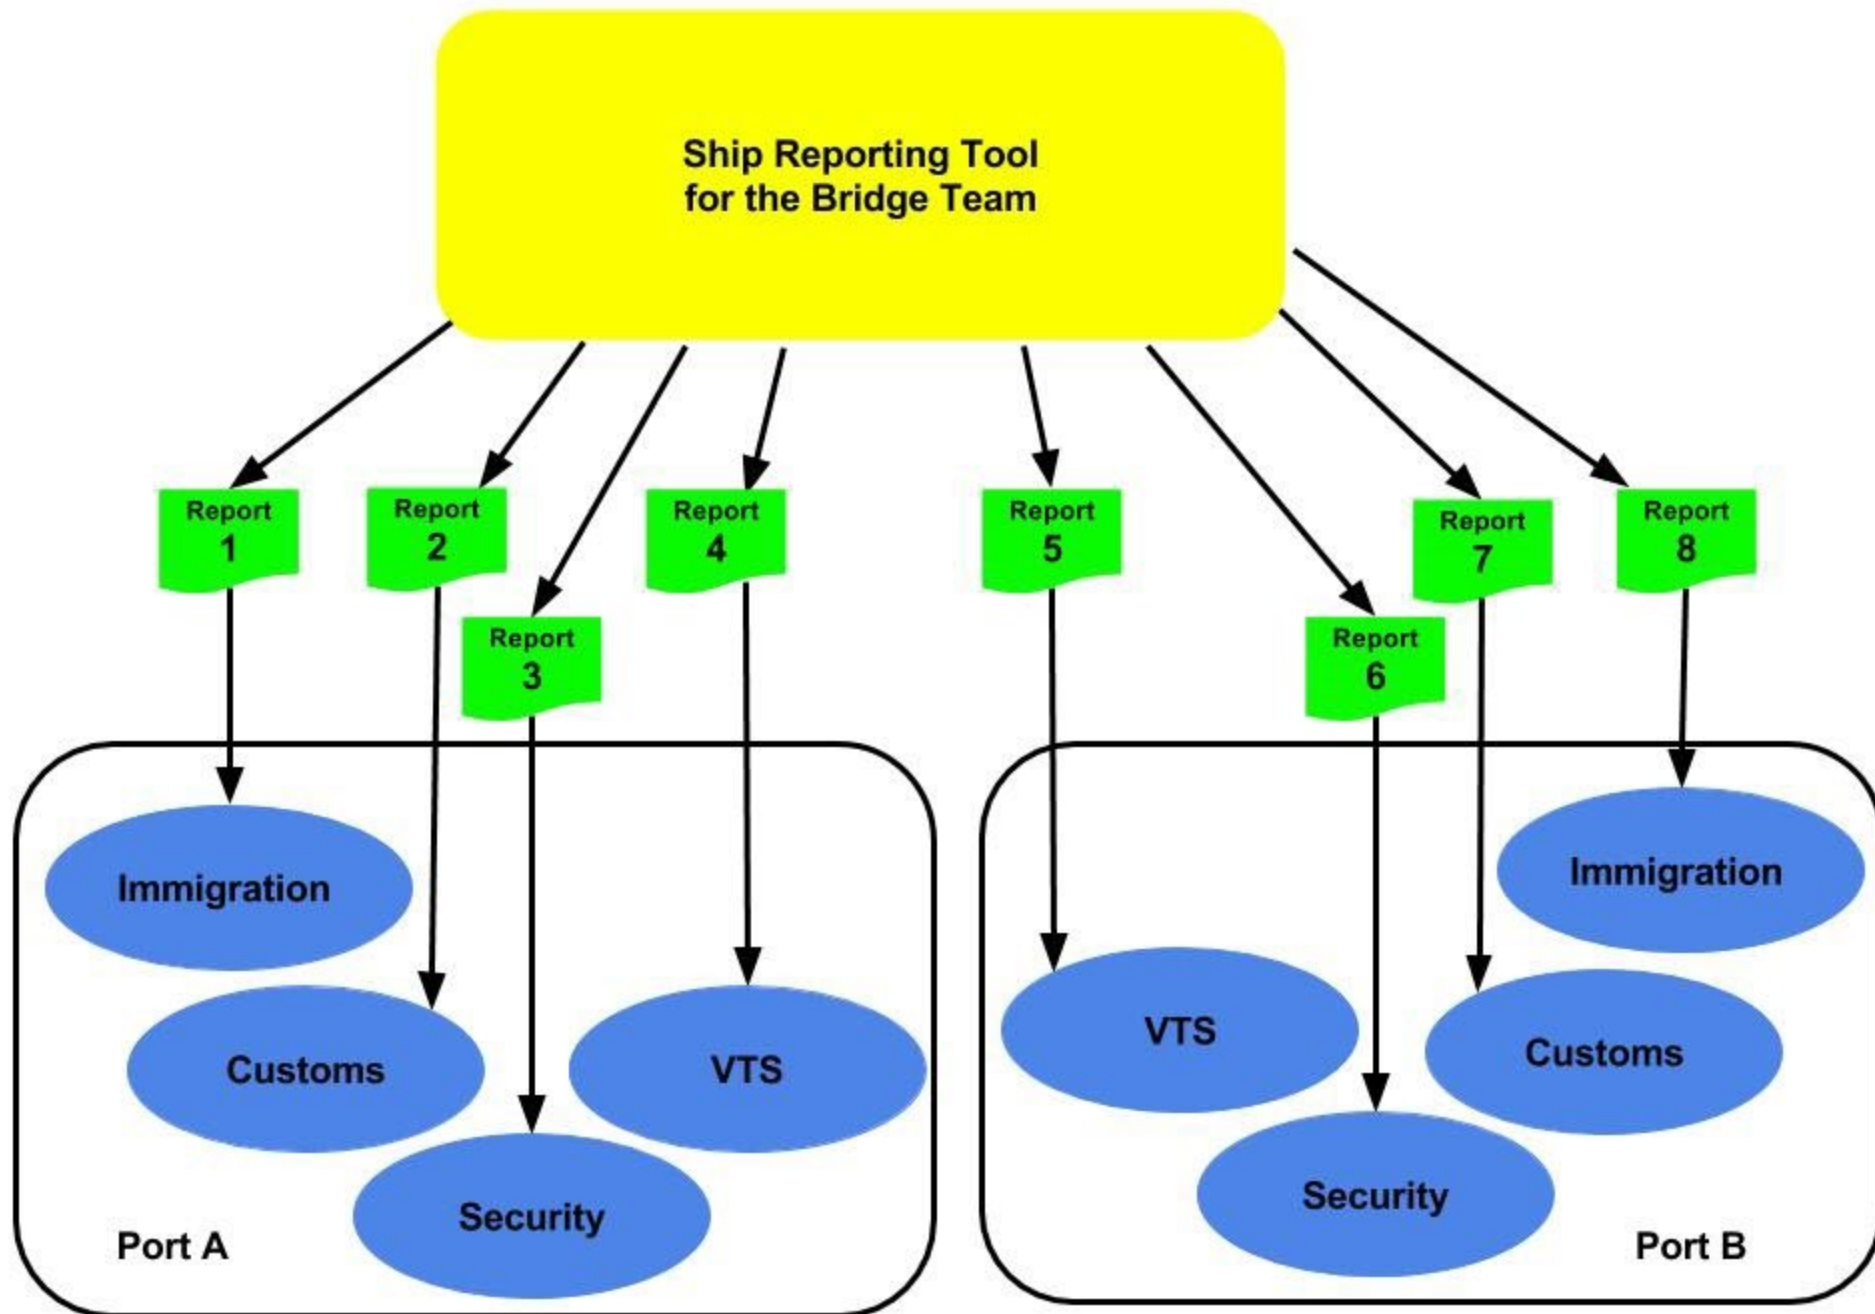 Ship Reporting Tool
for the Bridge Team
Report
1
Report
2
Report
3
Report
4
Report
5
Report
6
Report
7
Report
8
Immigration
Customs
Security
VTS
Port A
VTS
Security
Customs
Immigration
Port B